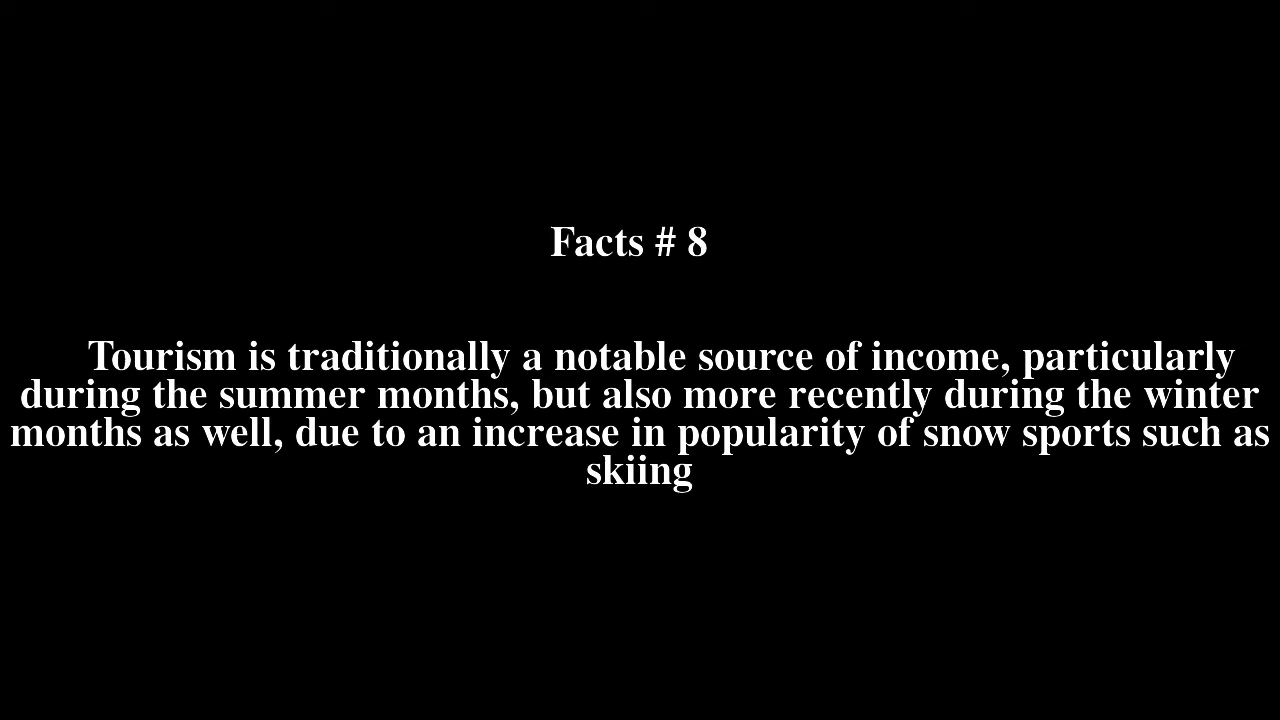 Facts # 8
Tourism is traditionally a notable source of income, particularly
during the summer months, but also more recently during the winter
months as well, due to an increase in popularity of snow sports such as
skiing